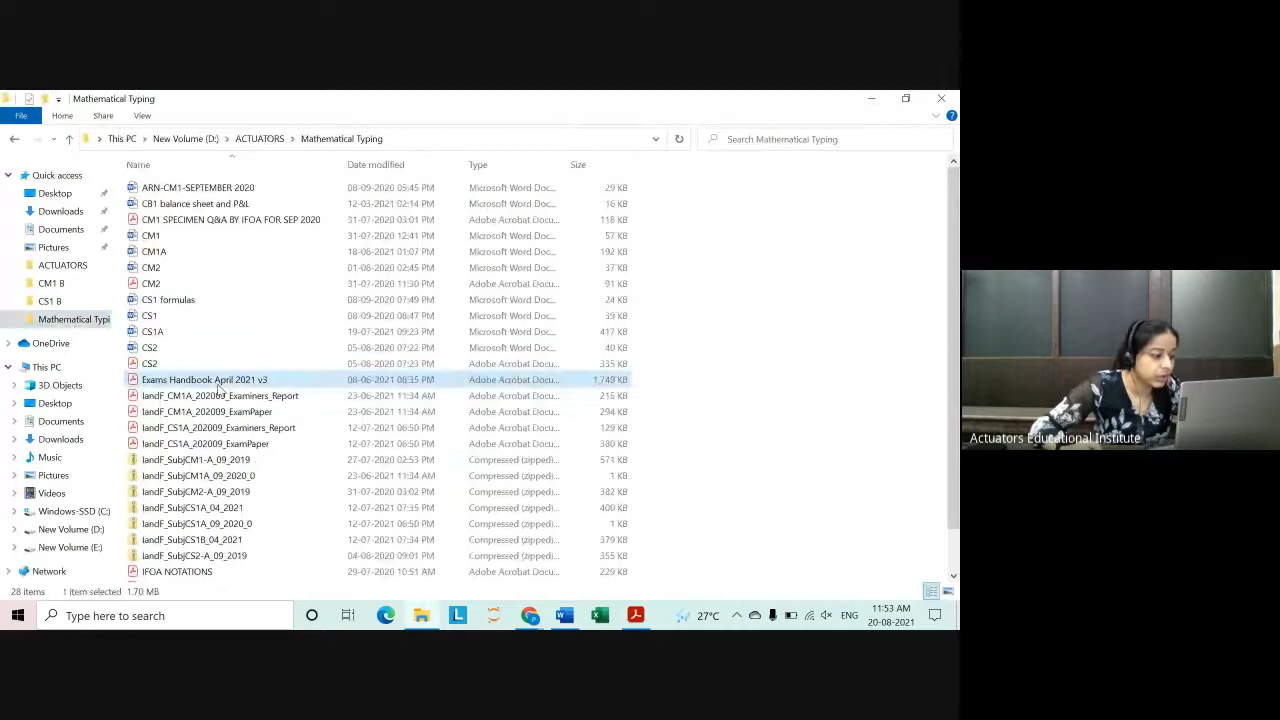 Mathematical Typing
File Home Share View
This PC New Volume (D:) ACTUATORS Mathematical Typing Search Mathematical Typing
Name Date modified Type Size
Quick access
Desktop
Downloads
Documents
Pictures
ACTUATORS
CM1 B
CS1 B
Mathematical Typi
OneDrive
This PC
3D Objects
Desktop
Documents
Downloads
Music
Pictures
Videos
Windows-SSD (C:)
New Volume (D:)
New Volume (E:)
Network
ARN-CM1-SEPTEMBER 2020 08-09-2020 05:45 PM Microsoft Word Doc... 29 KB
CB1 balance sheet and P&L 12-03-2021 02:14 PM Microsoft Word Doc... 16 KB
CM1 SPECIMEN Q&A BY IFOA FOR SEP 2020 31-07-2020 03:01 PM Adobe Acrobat Docu... 118 KB
CM1 31-07-2020 12:41 PM Microsoft Word Doc... 57 KB
CM1A 18-08-2021 01:07 PM Microsoft Word Doc... 192 KB
CM2 01-08-2020 02:45 PM Microsoft Word Doc... 37 KB
CM2 31-07-2020 11:30 PM Adobe Acrobat Docu... 91 KB
CS1 formulas 08-09-2020 07:49 PM Microsoft Word Doc... 24 KB
CS1 08-09-2020 08:47 PM Microsoft Word Doc... 39 KB
CS1A 19-07-2021 09:23 PM Microsoft Word Doc... 417 KB
CS2 05-08-2020 07:22 PM Microsoft Word Doc... 40 KB
CS2 05-08-2020 07:23 PM Adobe Acrobat Docu... 335 KB
Exams Handbook April 2021 v3 08-06-2021 08:35 PM Adobe Acrobat Docu... 1,749 KB
IandF_CM1A_202009_Examiners_Report 23-06-2021 11:34 AM Adobe Acrobat Docu... 215 KB
IandF_CM1A_202009_ExamPaper 23-06-2021 11:34 AM Adobe Acrobat Docu... 294 KB
IandF_CS1A_202009_Examiners_Report 12-07-2021 06:50 PM Adobe Acrobat Docu... 129 KB
IandF_CS1A_202009_ExamPaper 12-07-2021 06:50 PM Adobe Acrobat Docu... 380 KB
IandF_SubjCM1-A_09_2019 27-07-2020 02:53 PM Compressed (zipped)... 571 KB
IandF_SubjCM1A_09_2020_0 23-06-2021 11:34 AM Compressed (zipped)... 1 KB
IandF_SubjCM2-A_09_2019 31-07-2020 03:02 PM Compressed (zipped)... 382 KB
IandF_SubjCS1A_04_2021 12-07-2021 07:35 PM Compressed (zipped)... 400 KB
IandF_SubjCS1A_09_2020_0 12-07-2021 06:50 PM Compressed (zipped)... 1 KB
IandF_SubjCS1B_04_2021 12-07-2021 07:34 PM Compressed (zipped)... 379 KB
IandF_SubjCS2-A_09_2019 04-08-2020 09:01 PM Compressed (zipped)... 355 KB
IFOA NOTATIONS 29-07-2020 10:51 AM Adobe Acrobat Docu... 229 KB
28 items 1 item selected 1.70 MB
Type here to search 27°C ENG 11:53 AM
20-08-2021
Actuators Educational Institute